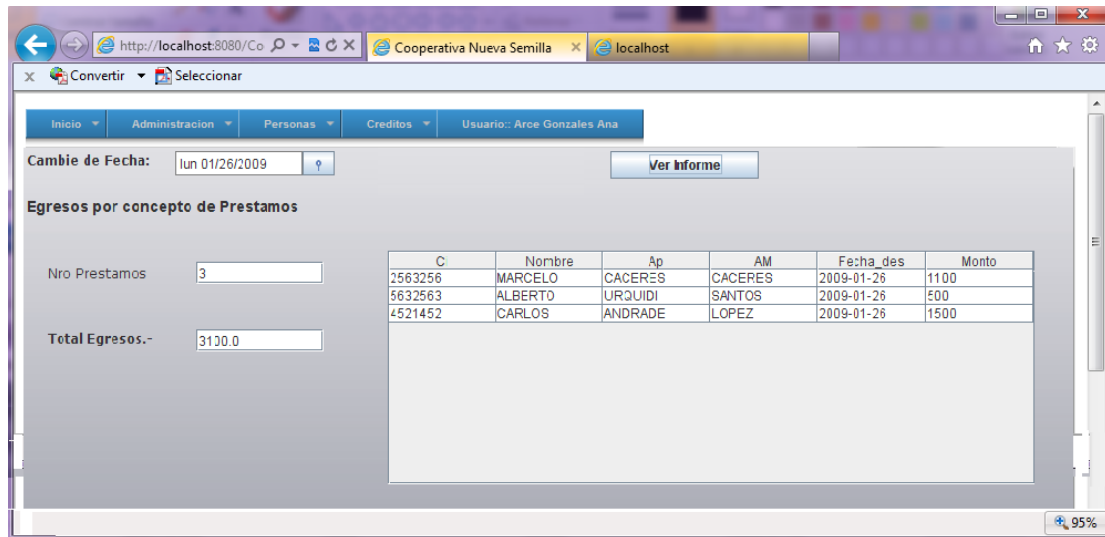 http://localhost:8080/Co
Cooperativa Nueva Semilla
localhost
Convertir
Seleccionar
Inicio Administracion Personas Creditos Usuario:: Arce Gonzales Ana
Cambie de Fecha: lun 01/26/2009 Ver Informe
Egresos por concepto de Prestamos
Nro Prestamos 3
Total Egresos.- 3100.0
CI Nombre Ap AM Fecha_des Monto
2563256 MARCELO CACERES CACERES 2009-01-26 1100
5632563 ALBERTO URQUIDI SANTOS 2009-01-26 500
4521452 CARLOS ANDRADE LOPEZ 2009-01-26 1500
95%